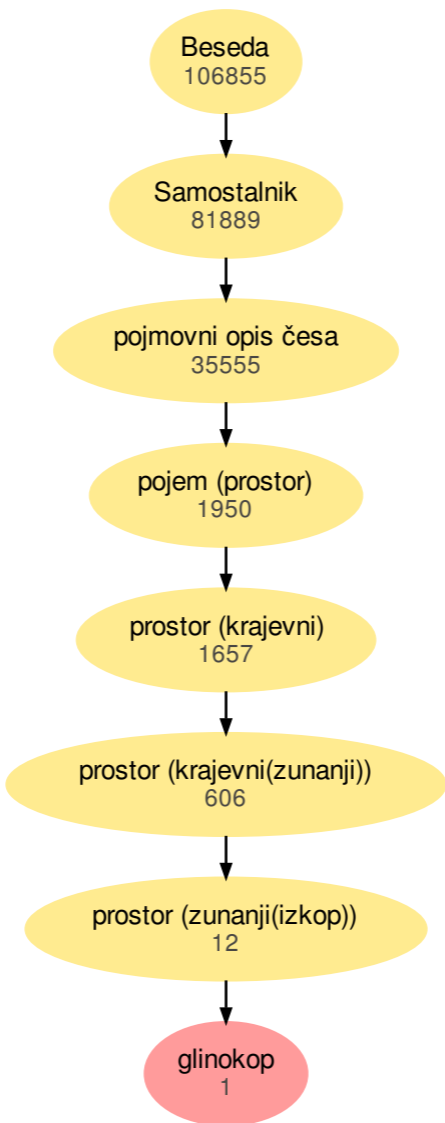 Beseda
106855
Samostalnik
81889
pojmovni opis česa
35555
pojem (prostor)
1950
prostor (krajevni)
1657
prostor (krajevni(zunanji))
606
prostor (zunanji(izkop))
12
glinokop
1